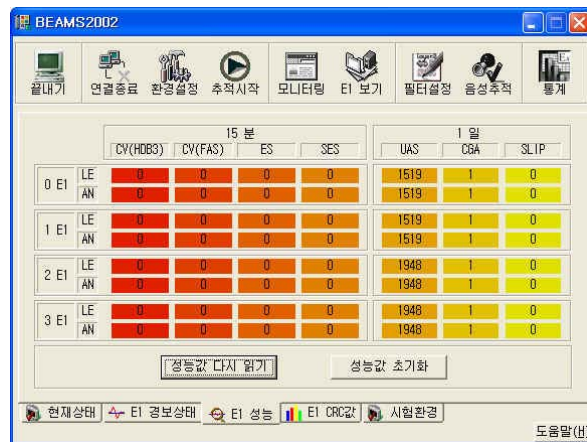 BEAMS2002
끝내기 연결종료 환경설정 추적시작 모니터링 E1 보기 필터설정 음성추적 통계
15 분 1 일
CV(HDB3) CV(FAS) ES SES UAS CGA SLIP
0 E1 LE 0 0 0 0 1519 1 0
AN 0 0 0 0 1519 1 0
1 E1 LE 0 0 0 0 1519 1 0
AN 0 0 0 0 1519 1 0
2 E1 LE 0 0 0 0 1948 1 0
AN 0 0 0 0 1948 1 0
3 E1 LE 0 0 0 0 1948 1 0
AN 0 0 0 0 1948 1 0
성능값 다시 읽기 성능값 초기화
현재상태 E1 경보상태 E1 성능 E1 CRC값 시험환경
도움말(H